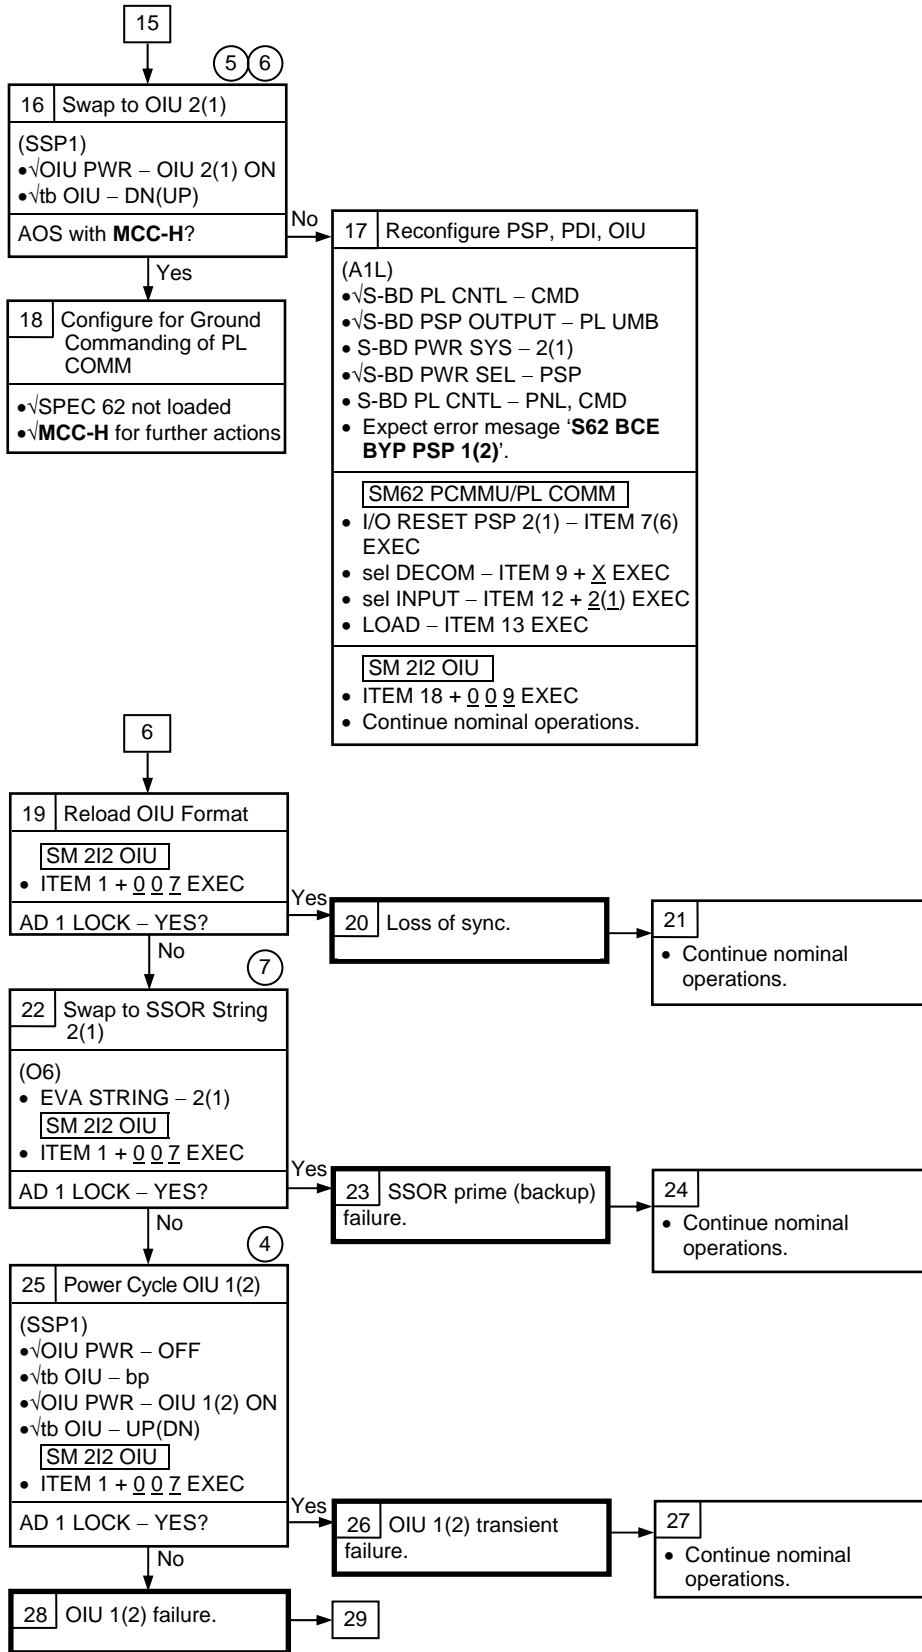 15
5 6
16 Swap to OIU 2(1)
(SSP1)
•√OIU PWR – OIU 2(1) ON
•√tb OIU – DN(UP)
AOS with MCC-H?
No
Yes
17 Reconfigure PSP, PDI, OIU
(A1L)
•√S-BD PL CNTL – CMD
•√S-BD PSP OUTPUT – PL UMB
• S-BD PWR SYS – 2(1)
•√S-BD PWR SEL – PSP
• S-BD PL CNTL – PNL, CMD
• Expect error mesage ‘S62 BCE
BYP PSP 1(2)’.
SM62 PCMMU/PL COMM
• I/O RESET PSP 2(1) – ITEM 7(6)
EXEC
• sel DECOM – ITEM 9 + X EXEC
• sel INPUT – ITEM 12 + 2(1) EXEC
• LOAD – ITEM 13 EXEC
SM 2I2 OIU
• ITEM 18 + 0 0 9 EXEC
• Continue nominal operations.
18 Configure for Ground
Commanding of PL
COMM
•√SPEC 62 not loaded
•√MCC-H for further actions
6
19 Reload OIU Format
SM 2I2 OIU
• ITEM 1 + 0 0 7 EXEC
AD 1 LOCK – YES?
Yes
No
20 Loss of sync.
21
• Continue nominal
operations.
7
22 Swap to SSOR String
2(1)
(O6)
• EVA STRING – 2(1)
SM 2I2 OIU
• ITEM 1 + 0 0 7 EXEC
AD 1 LOCK – YES?
Yes
No
23 SSOR prime (backup)
failure.
24
• Continue nominal
operations.
4
25 Power Cycle OIU 1(2)
(SSP1)
•√OIU PWR – OFF
•√tb OIU – bp
•√OIU PWR – OIU 1(2) ON
•√tb OIU – UP(DN)
SM 2I2 OIU
• ITEM 1 + 0 0 7 EXEC
AD 1 LOCK – YES?
Yes
No
26 OIU 1(2) transient
failure.
27
• Continue nominal
operations.
28 OIU 1(2) failure.
29